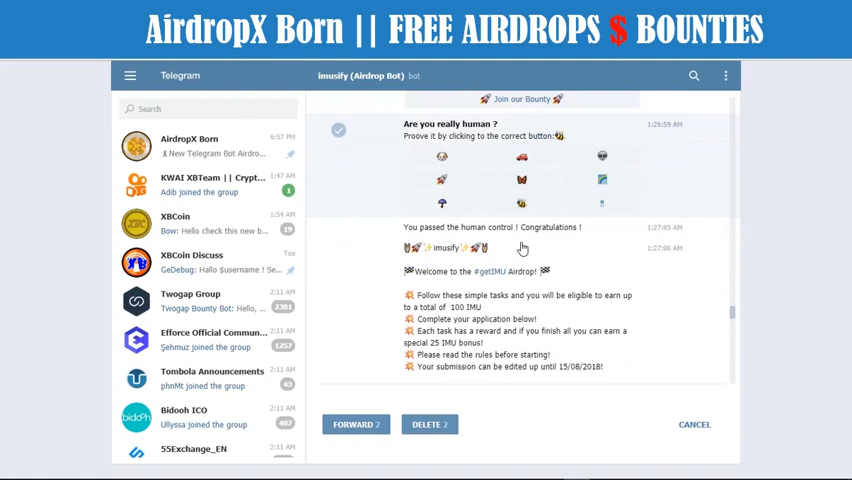 AirdropX Born || FREE AIRDROPS $ BOUNTIES
Telegram
imusify (Airdrop Bot) bot
Search
AirdropX Born 6:57 PM
New Telegram Bot Airdro...
KWAI XBTeam || Crypt... 1:47 AM
Adib joined the group 1
XBCoin 1:54 AM
Bow: Hello check this new b... 19
XBCoin Discuss Tue
GeDebug: Hallo $username ! Se...
Twogap Group 2:11 AM
Twogap Bounty Bot: Hello, ... 2301
Efforce Official Commun... 2:11 AM
Şehmuz joined the group 1257
Tombola Announcements 2:11 AM
phnMt joined the group 43
Bidooh ICO 2:11 AM
Ullyssa joined the group 407
bidooh
55Exchange_EN 2:11 AM
🚀 Join our Bounty 🚀
Are you really human ? 1:26:59 AM
Proove it by clicking to the correct button:🐝
You passed the human control ! Congratulations ! 1:27:05 AM
imusify 1:27:06 AM
🏁Welcome to the #getIMU Airdrop! 🏁
💥 Follow these simple tasks and you will be eligible to earn up
to a total of 100 IMU
💥 Complete your application below!
💥 Each task has a reward and if you finish all you can earn a
special 25 IMU bonus!
💥 Please read the rules before starting!
💥 Your submission can be edited up until 15/08/2018!
FORWARD 2
DELETE 2
CANCEL